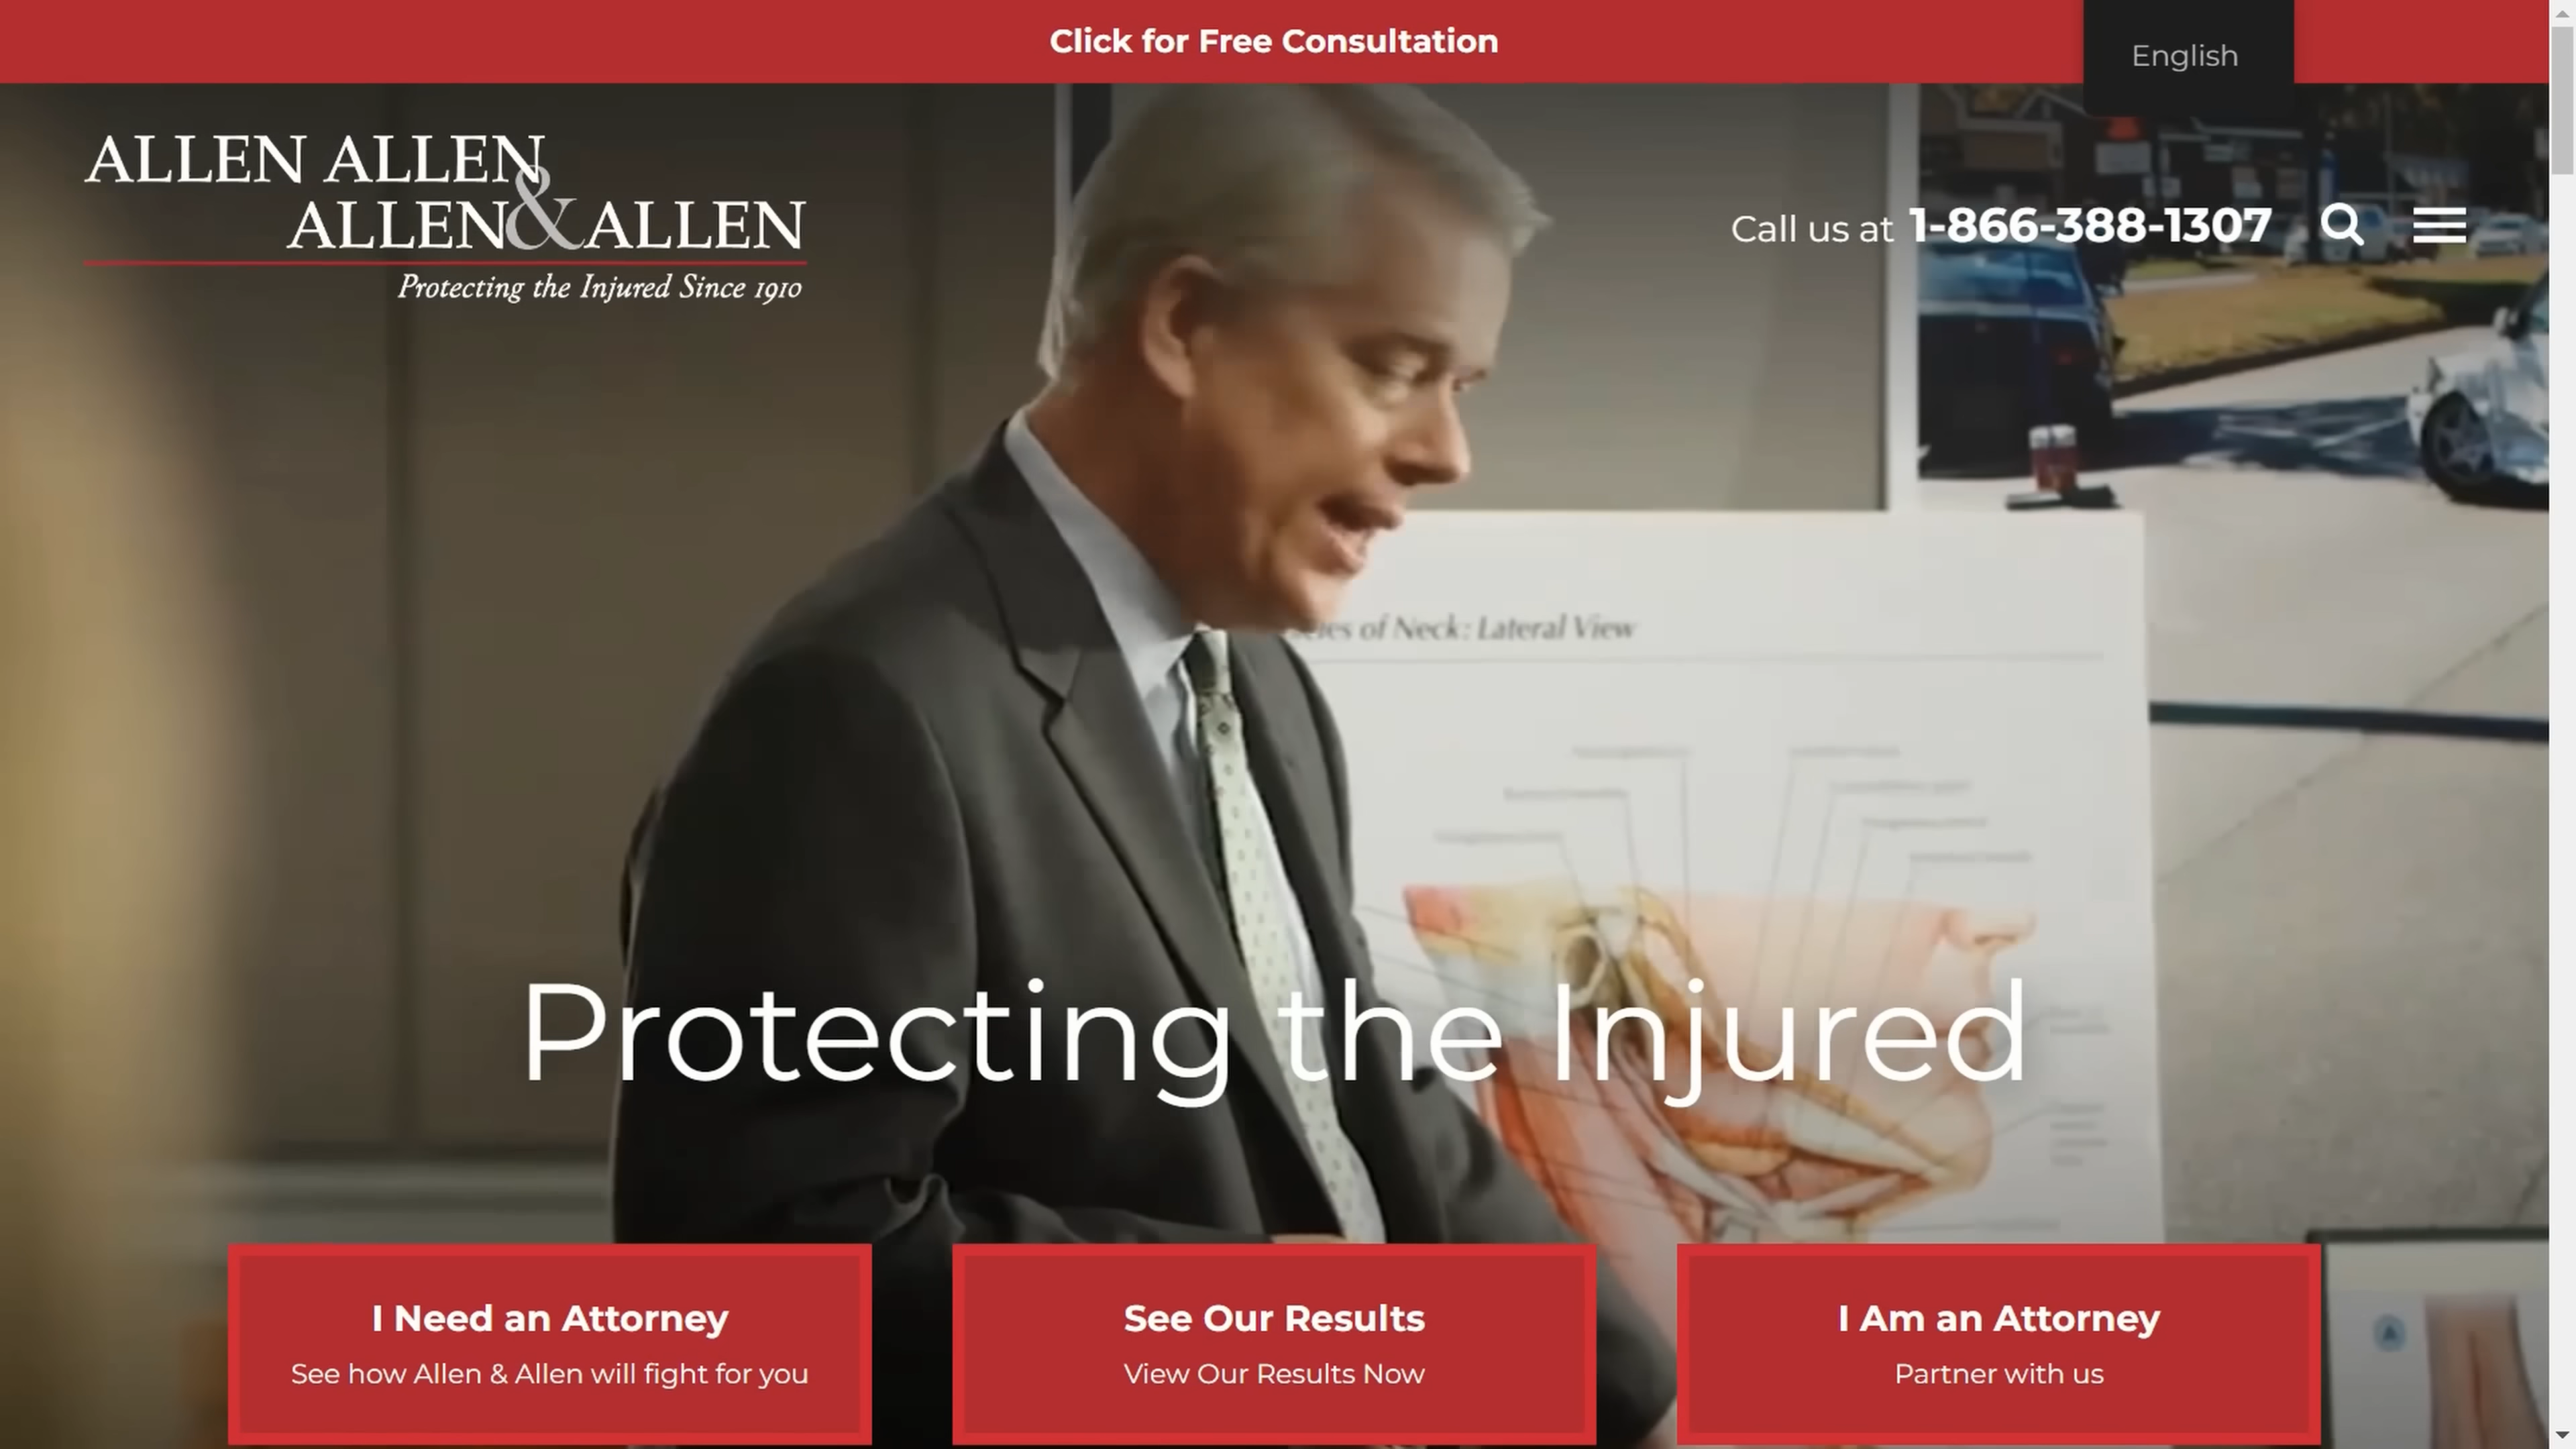 Click for Free Consultation
English
ALLEN ALLEN
ALLEN & ALLEN
Protecting the Injured Since 1910
Call us at 1-866-388-1307
of Neck: Lateral View
Protecting the Injured
I Need an Attorney
See how Allen & Allen will fight for you
See Our Results
View Our Results Now
I Am an Attorney
Partner with us